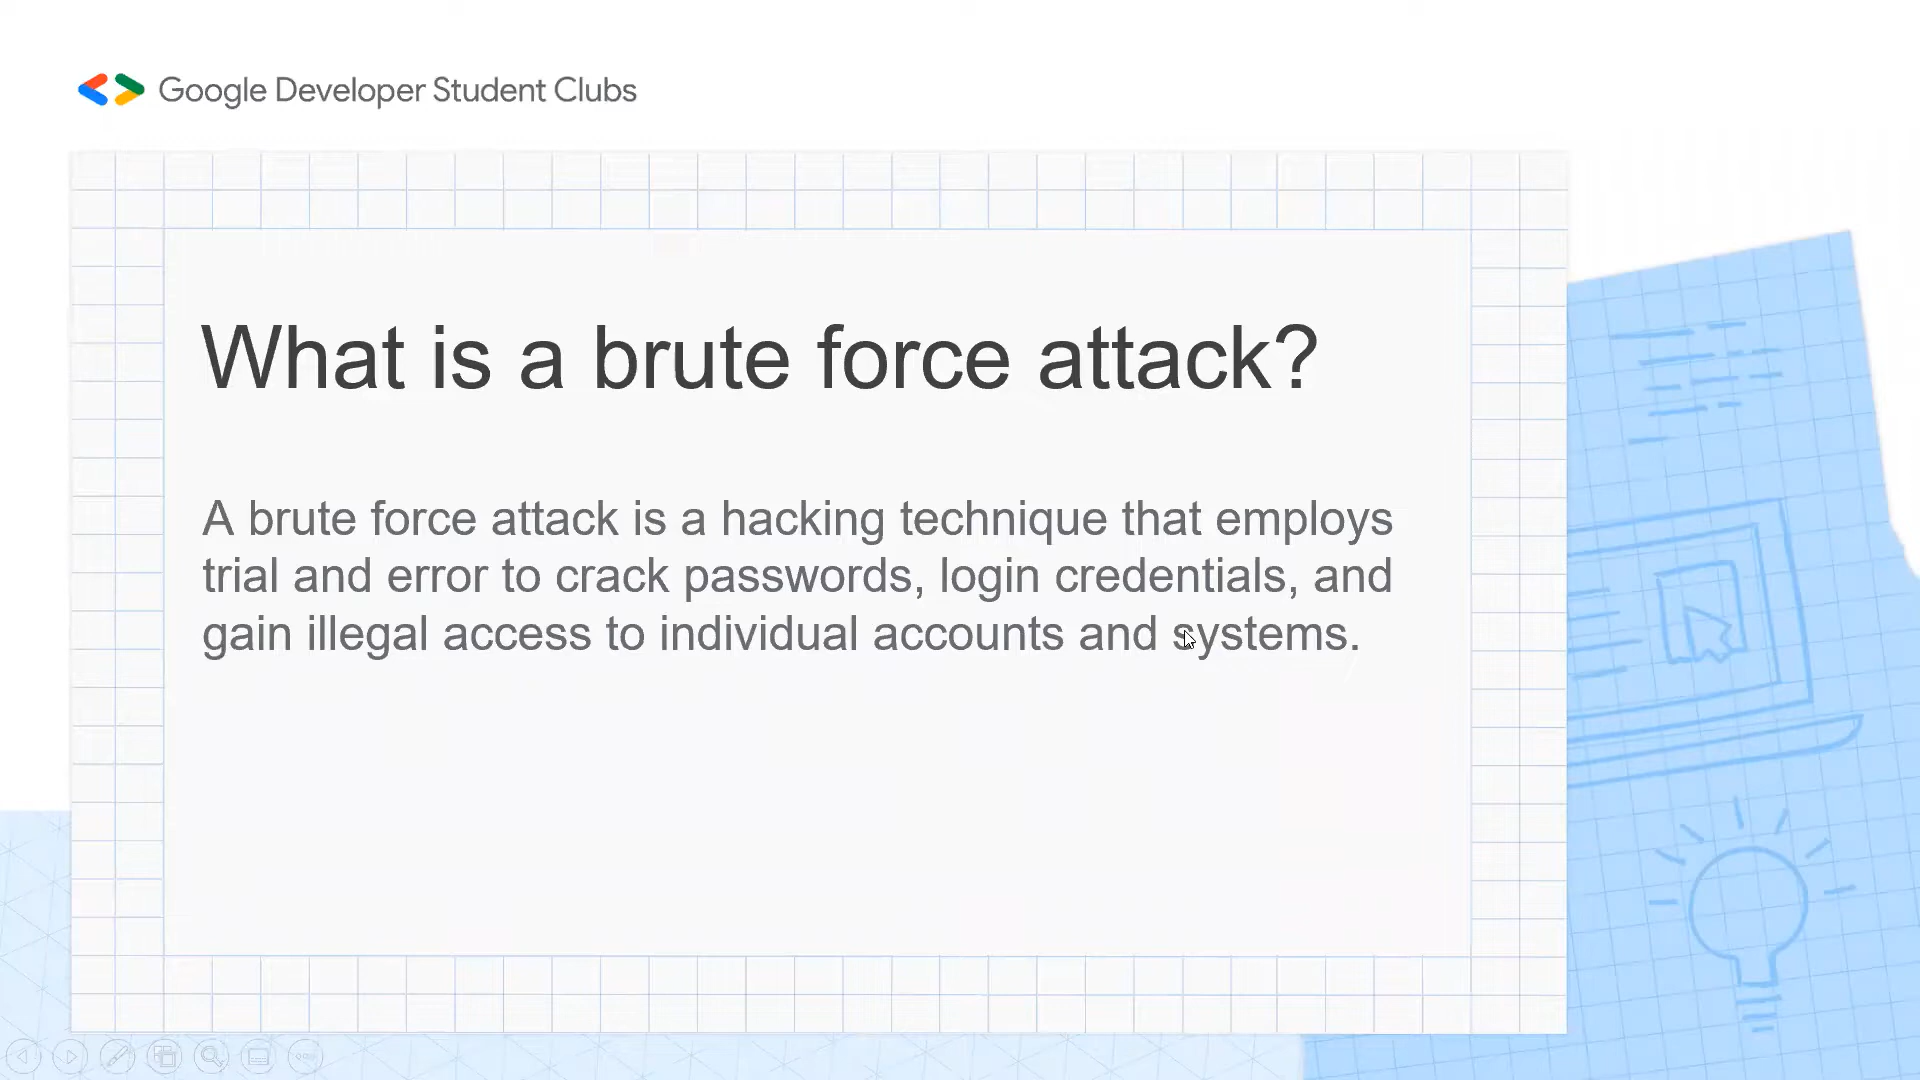 Google Developer Student Clubs
What is a brute force attack?
A brute force attack is a hacking technique that employs
trial and error to crack passwords, login credentials, and
gain illegal access to individual accounts and systems.